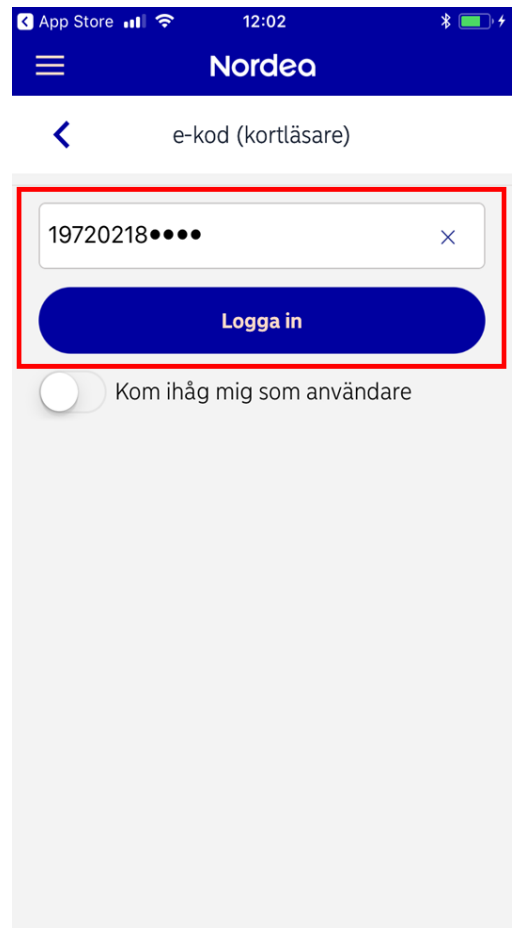 App Store 12:02
Nordea
e-kod (kortläsare)
19720218••••
Logga in
Kom ihåg mig som användare